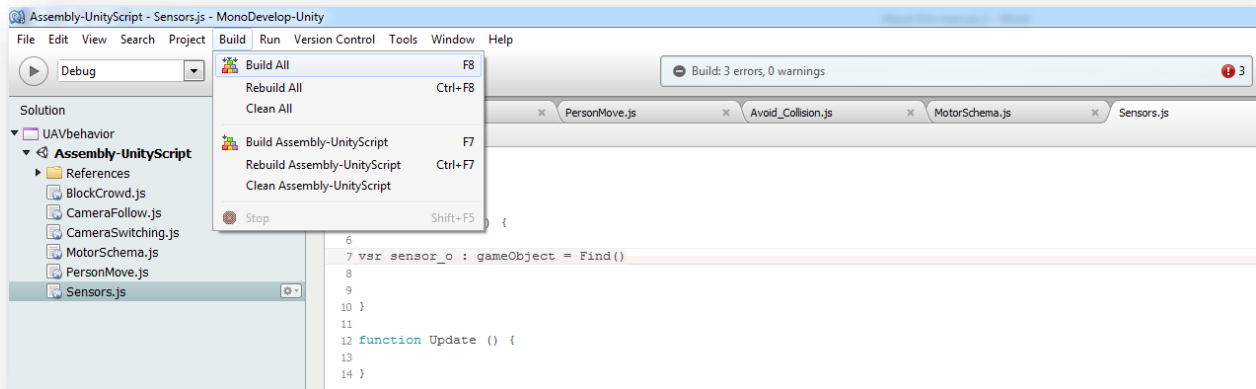 Assembly-UnityScript - Sensors.js - MonoDevelop-Unity
File Edit View Search Project Build Run Version Control Tools Window Help
Debug
Build: 3 errors, 0 warnings
3
Build All F8
Rebuild All Ctrl+F8
Clean All
Build Assembly-UnityScript F7
Rebuild Assembly-UnityScript Ctrl+F7
Clean Assembly-UnityScript
Stop Shift+F5
Solution
UAVbehavior
Assembly-UnityScript
References
BlockCrowd.js
CameraFollow.js
CameraSwitching.js
MotorSchema.js
PersonMove.js
Sensors.js
PersonMove.js Avoid_Collision.js MotorSchema.js Sensors.js
) {
6
7 vsr sensor_o : gameObject = Find()
8
9
10 }
11
12 function Update () {
13
14 }